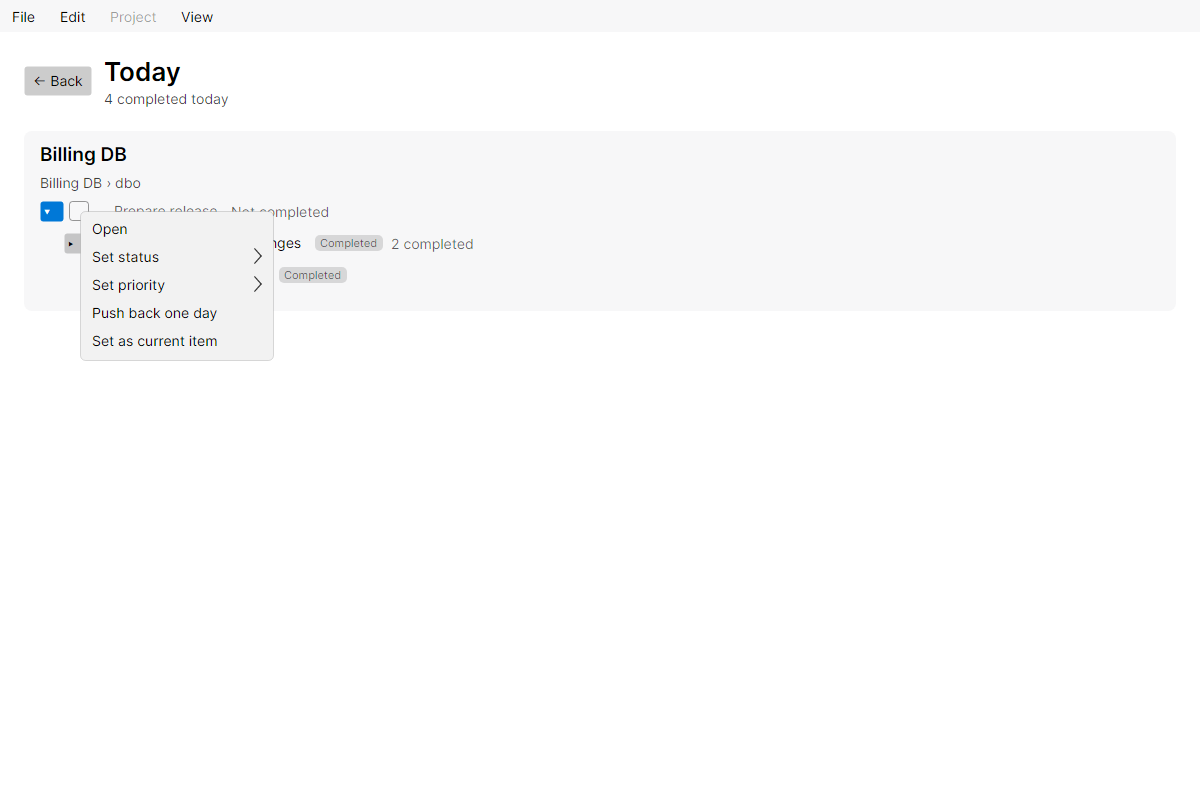 File Edit Project View
← Back
Today
4 completed today
Billing DB
Billing DB › dbo
Prepare release Not completed
nges Completed 2 completed
Completed
Open
Set status
Set priority
Push back one day
Set as current item